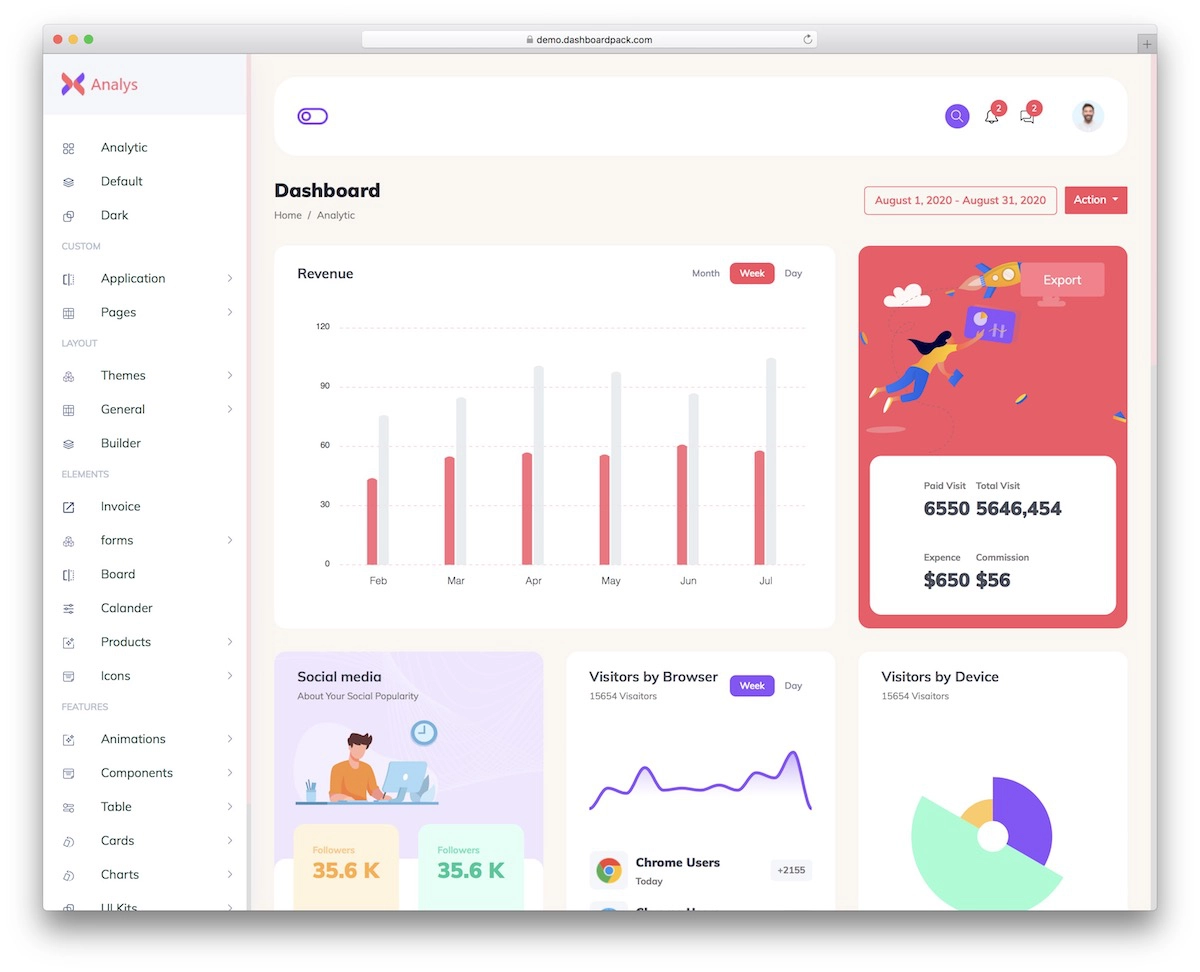 demo.dashboardpack.com
Analys
Analytic
Default
Dark
CUSTOM
Application
Pages
LAYOUT
Themes
General
Builder
ELEMENTS
Invoice
forms
Board
Calander
Products
Icons
FEATURES
Animations
Components
Table
Cards
Charts
UI Kits
2 2
Dashboard
Home / Analytic
August 1, 2020 - August 31, 2020 Action
Revenue
Month Week Day
120
90
60
30
0
Feb Mar Apr May Jun Jul
Export
Paid Visit Total Visit
6550 5646,454
Expence Commission
$650 $56
Social media
About Your Social Popularity
Followers
35.6 K
Followers
35.6 K
Visitors by Browser
15654 Visaitors
Week Day
Chrome Users
Today
+2155
Visitors by Device
15654 Visaitors